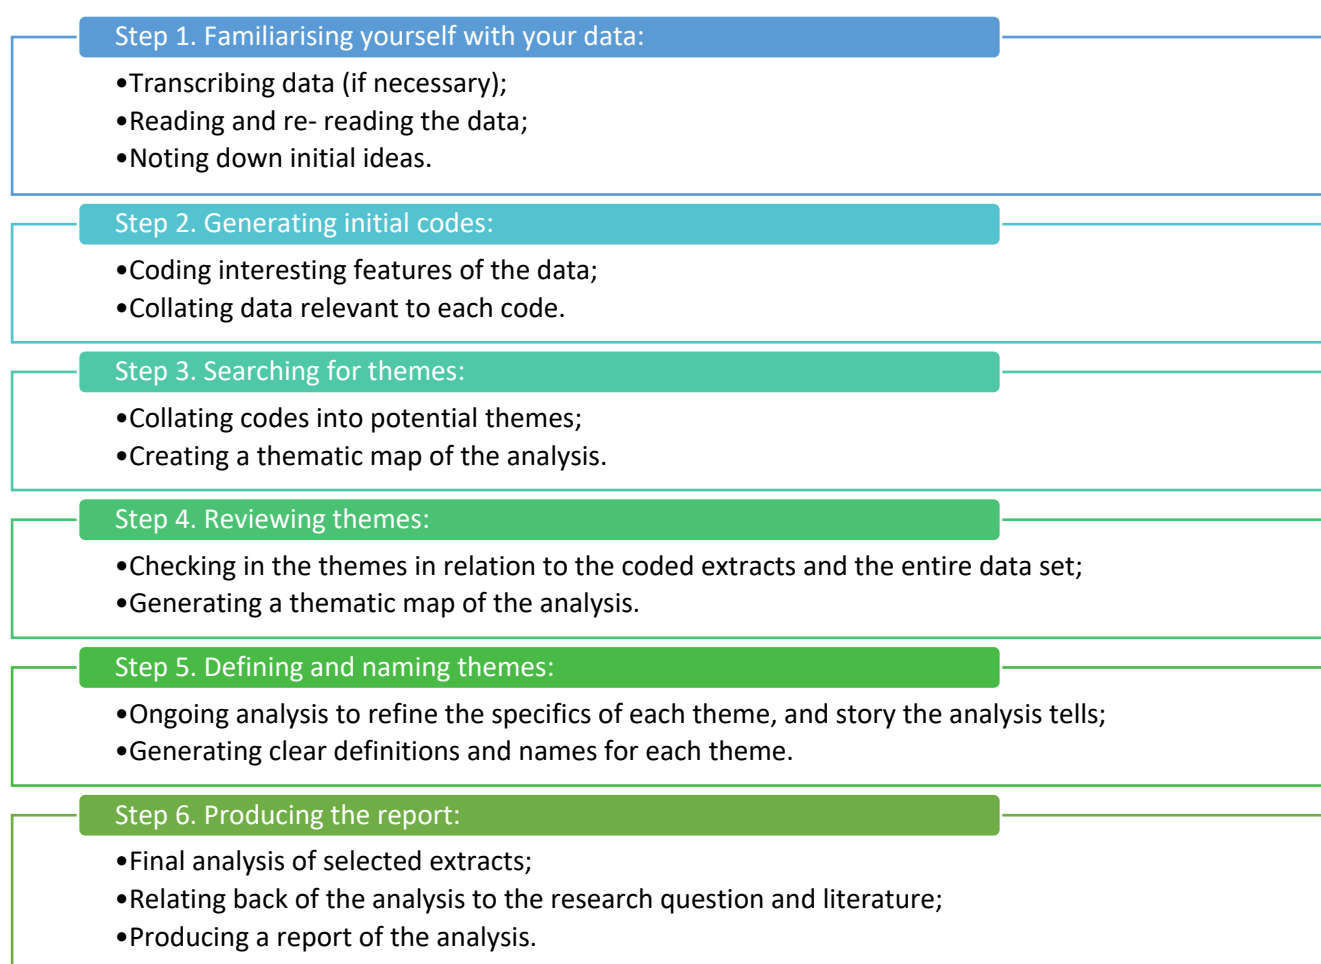 Step 1. Familiarising yourself with your data:
•Transcribing data (if necessary);
•Reading and re- reading the data;
•Noting down initial ideas.
Step 2. Generating initial codes:
•Coding interesting features of the data;
•Collating data relevant to each code.
Step 3. Searching for themes:
•Collating codes into potential themes;
•Creating a thematic map of the analysis.
Step 4. Reviewing themes:
•Checking in the themes in relation to the coded extracts and the entire data set;
•Generating a thematic map of the analysis.
Step 5. Defining and naming themes:
•Ongoing analysis to refine the specifics of each theme, and story the analysis tells;
•Generating clear definitions and names for each theme.
Step 6. Producing the report:
•Final analysis of selected extracts;
•Relating back of the analysis to the research question and literature;
•Producing a report of the analysis.